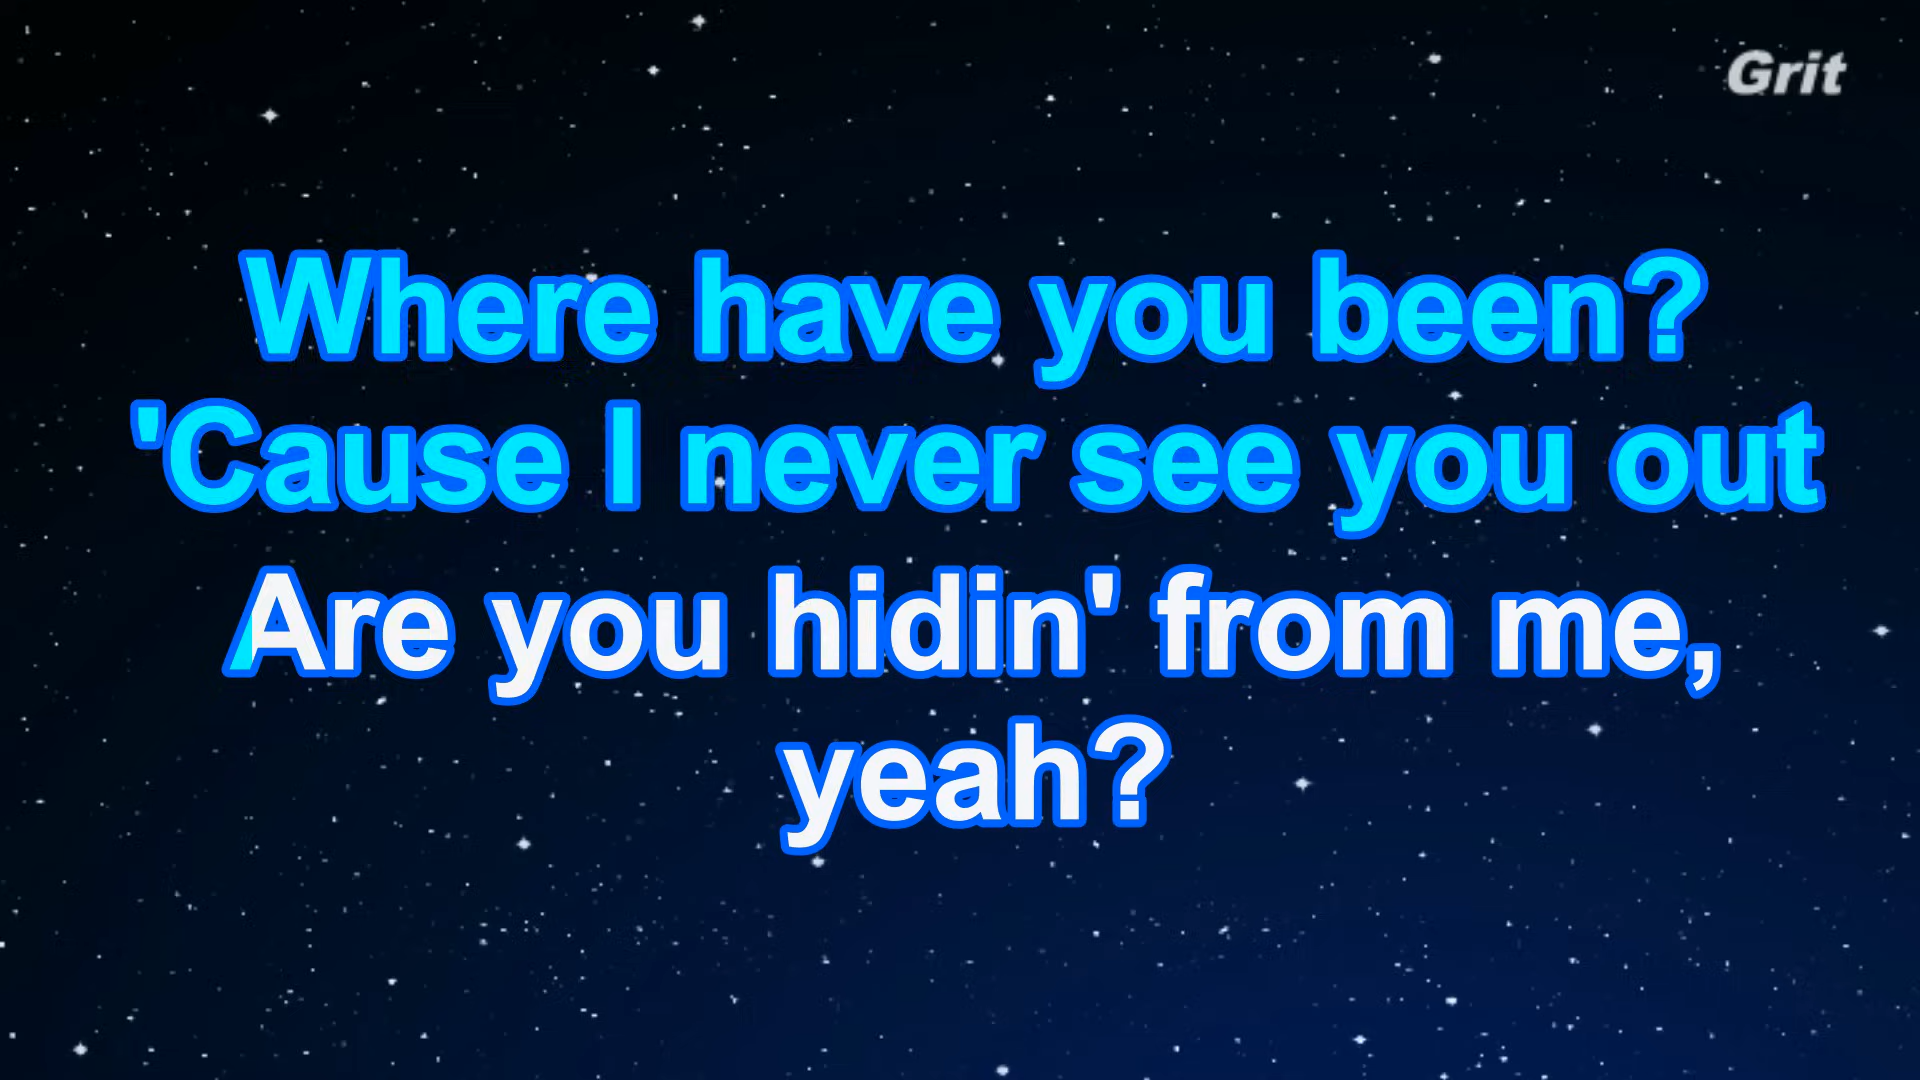 Grit
Where have you been?
'Cause I never see you out
Are you hidin' from me,
yeah?